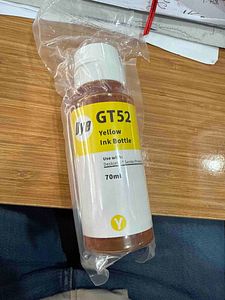 JYB
GT52
Yellow
Ink Bottle
Use with:
70ml
Y